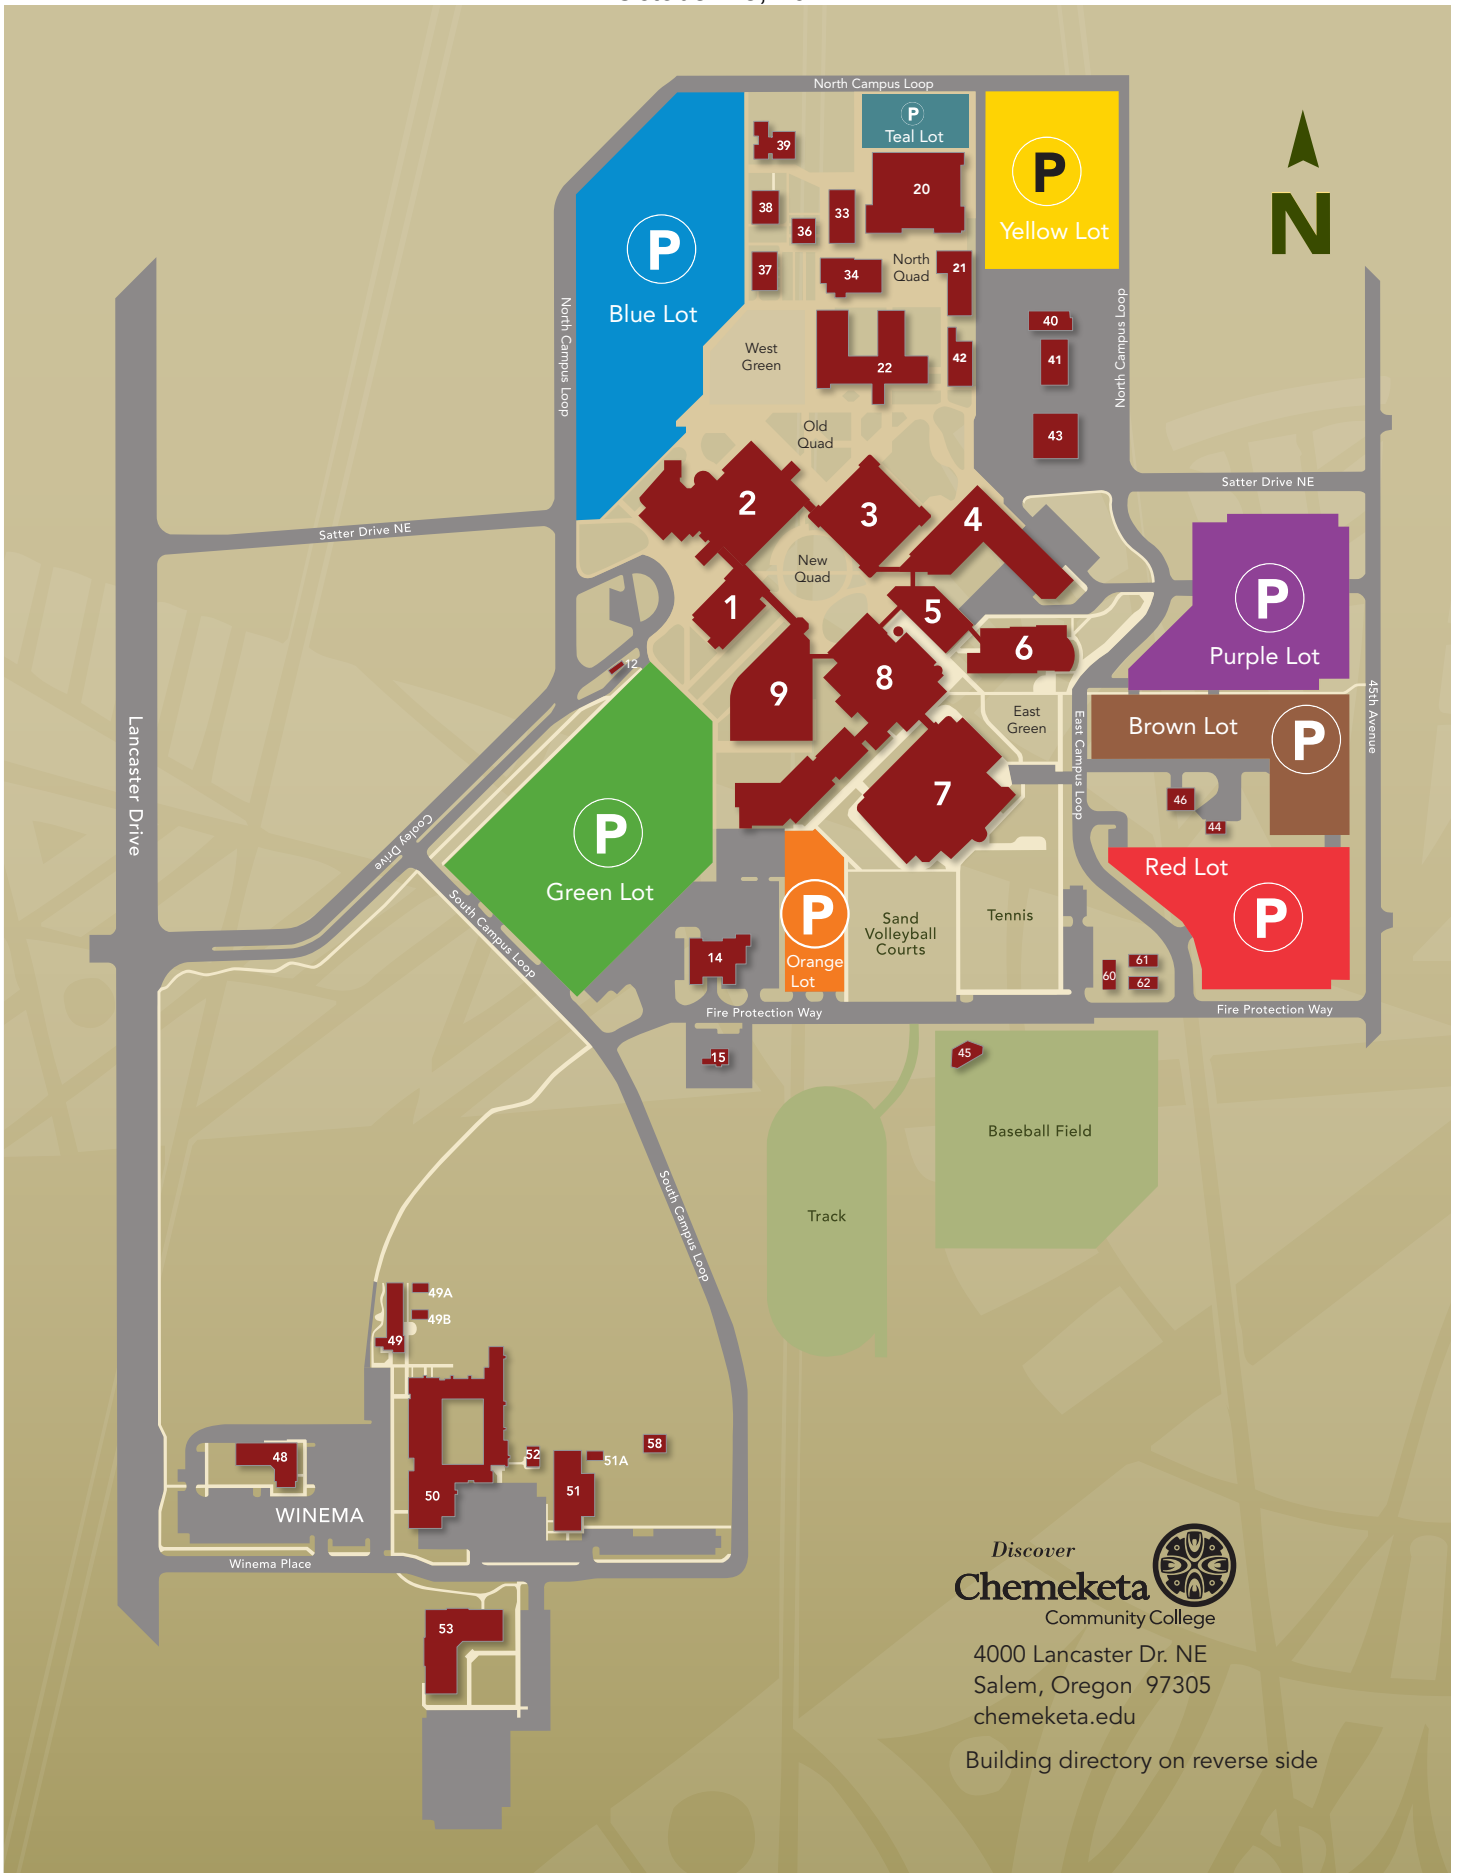 North Campus Loop
P
Teal Lot
P
Yellow Lot
N
39
20
38
33
36
37
34
North
Quad
21
P
Blue Lot
North Campus Loop
North Campus Loop
40
41
42
43
West
Green
22
Old
Quad
Satter Drive NE
Satter Drive NE
2
3
4
New
Quad
1
5
6
P
Purple Lot
12
8
9
East
Green
East Campus Loop
Brown Lot
P
45th Avenue
Lancaster Drive
7
46
44
P
Green Lot
Cooley Drive
South Campus Loop
P
Orange
Lot
Sand
Volleyball
Courts
Tennis
Red Lot
P
14
60
61
62
Fire Protection Way
Fire Protection Way
15
45
Baseball Field
Track
South Campus Loop
49A
49B
49
48
WINEMA
50
52
51
51A
58
Winema Place
53
Discover
Chemeketa
Community College
4000 Lancaster Dr. NE
Salem, Oregon 97305
chemeketa.edu
Building directory on reverse side